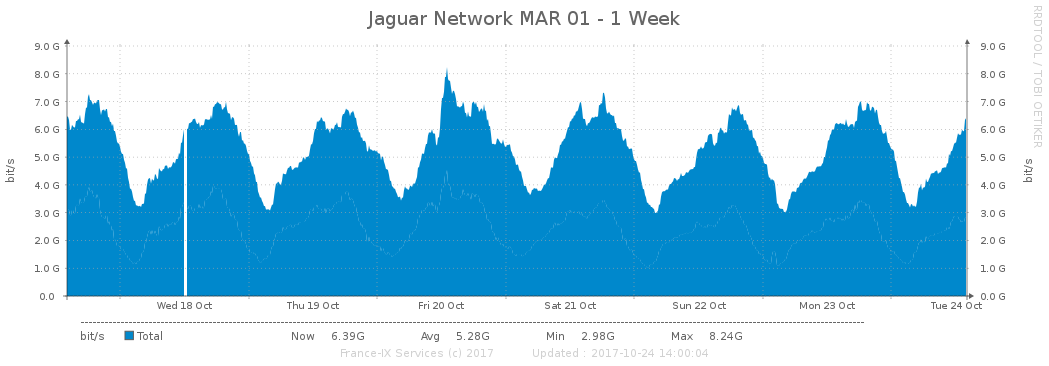 Jaguar Network MAR 01 - 1 Week
RRDTOOL / TOBI OETIKER
bit/s
9.0 G
8.0 G
7.0 G
6.0 G
5.0 G
4.0 G
3.0 G
2.0 G
1.0 G
0.0
9.0 G
8.0 G
7.0 G
6.0 G
5.0 G
4.0 G
3.0 G
2.0 G
1.0 G
0.0 G
bit/s
Wed 18 Oct Thu 19 Oct Fri 20 Oct Sat 21 Oct Sun 22 Oct Mon 23 Oct Tue 24 Oct
bit/s Total Now 6.39G Avg 5.28G Min 2.98G Max 8.24G
France-IX Services (c) 2017 Updated : 2017-10-24 14:00:04